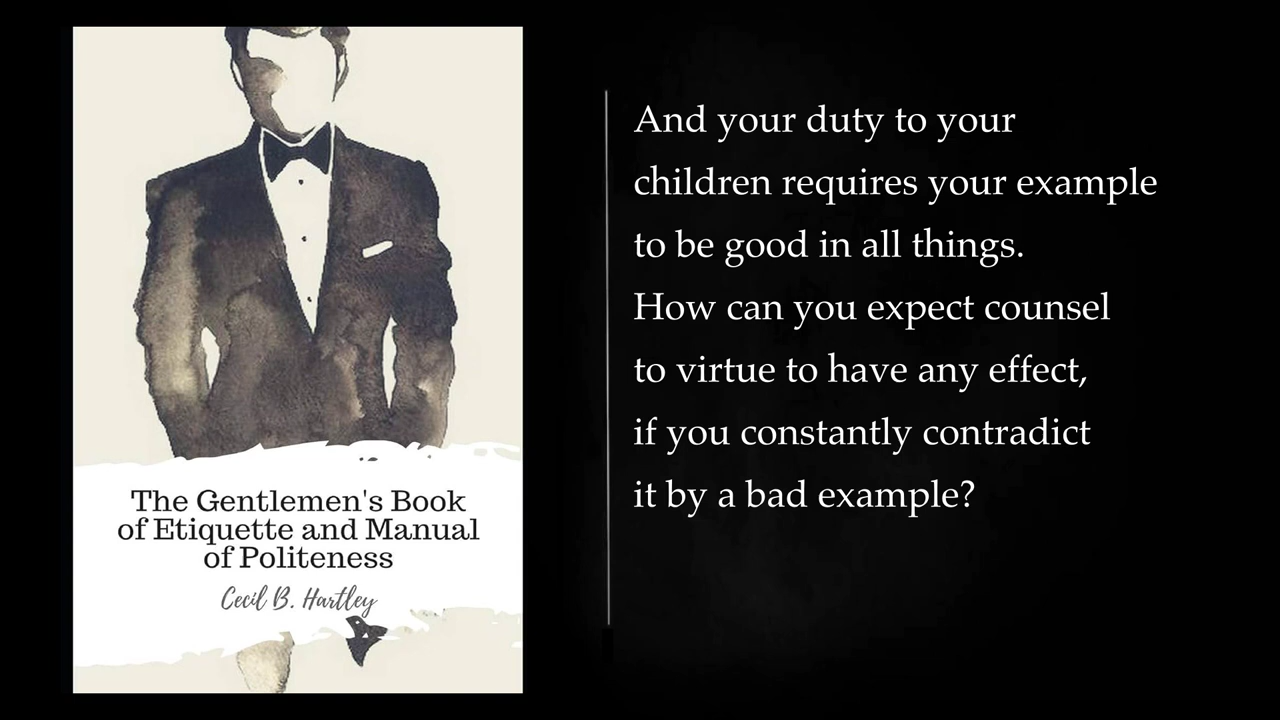 The Gentlemen's Book
of Etiquette and Manual
of Politeness
Cecil B. Hartley
And your duty to your
children requires your example
to be good in all things.
How can you expect counsel
to virtue to have any effect,
if you constantly contradict
it by a bad example?